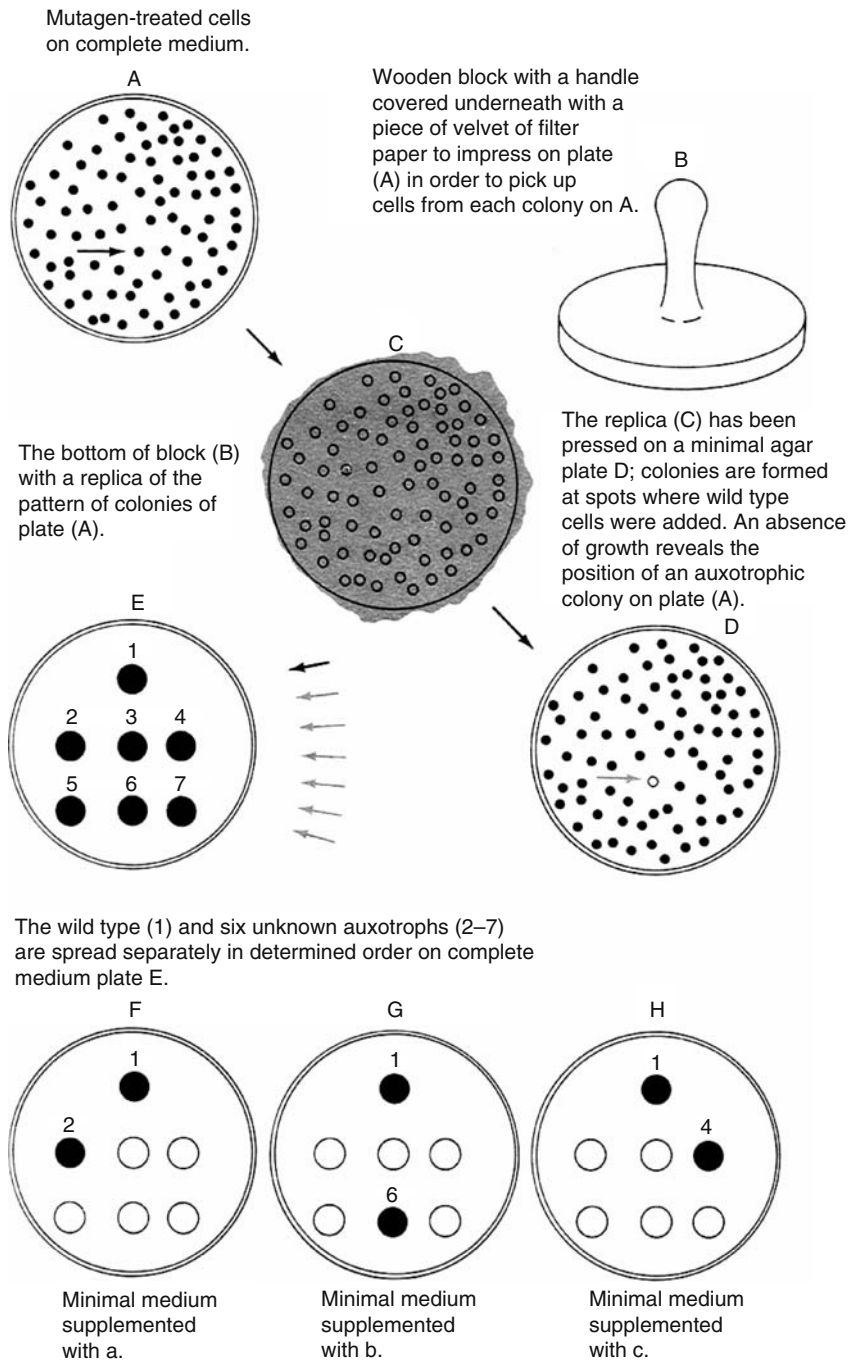 Mutagen-treated cells
on complete medium.
A
Wooden block with a handle
covered underneath with a
piece of velvet of filter
paper to impress on plate
(A) in order to pick up
cells from each colony on A.
B
C
The bottom of block (B)
with a replica of the
pattern of colonies of
plate (A).
The replica (C) has been
pressed on a minimal agar
plate D; colonies are formed
at spots where wild type
cells were added. An absence
of growth reveals the
position of an auxotrophic
colony on plate (A).
D
E
1
2 3 4
5 6 7
The wild type (1) and six unknown auxotrophs (2–7)
are spread separately in determined order on complete
medium plate E.
F
1
2
Minimal medium
supplemented
with a.
G
1
6
Minimal medium
supplemented
with b.
H
1
4
Minimal medium
supplemented
with c.